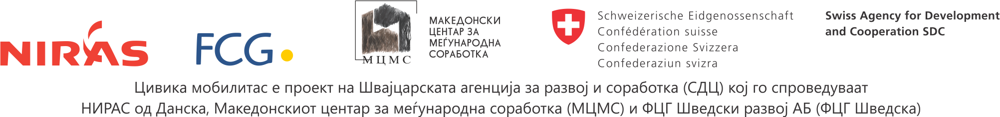 NIRAS
FCG
МЦМС
МАКЕДОНСКИ
ЦЕНТАР ЗА
МЕЃУНАРОДНА
СОРАБОТКА
Schweizerische Eidgenossenschaft
Confédération suisse
Confederazione Svizzera
Confederaziun svizra
Swiss Agency for Development
and Cooperation SDC
Цивика мобилитас е проект на Швајцарската агенција за развој и соработка (СДЦ) кој го спроведуваат
НИРАС од Данска, Македонскиот центар за меѓународна соработка (МЦМС) и ФЦГ Шведски развој АБ (ФЦГ Шведска)